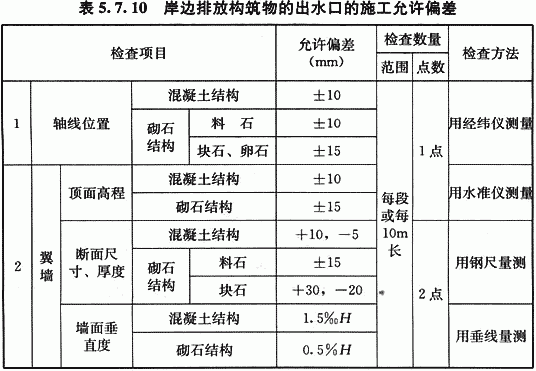 表5.7.10 岸边排放构筑物的出水口的施工允许偏差
检查项目 允许偏差(mm) 检查数量 检查方法
范围 点数
1 轴线位置 混凝土结构 ±10 每段或每10m长 1点 用经纬仪测量
砌石结构 料石 ±10
块石、卵石 ±15
2 翼墙 顶面高程 混凝土结构 ±10 用水准仪测量
砌石结构 ±15
断面尺寸、厚度 混凝土结构 +10，-5 2点 用钢尺量测
砌石结构 料石 ±15
块石 +30，-20
墙面垂直度 混凝土结构 1.5‰H 用垂线量测
砌石结构 0.5%H